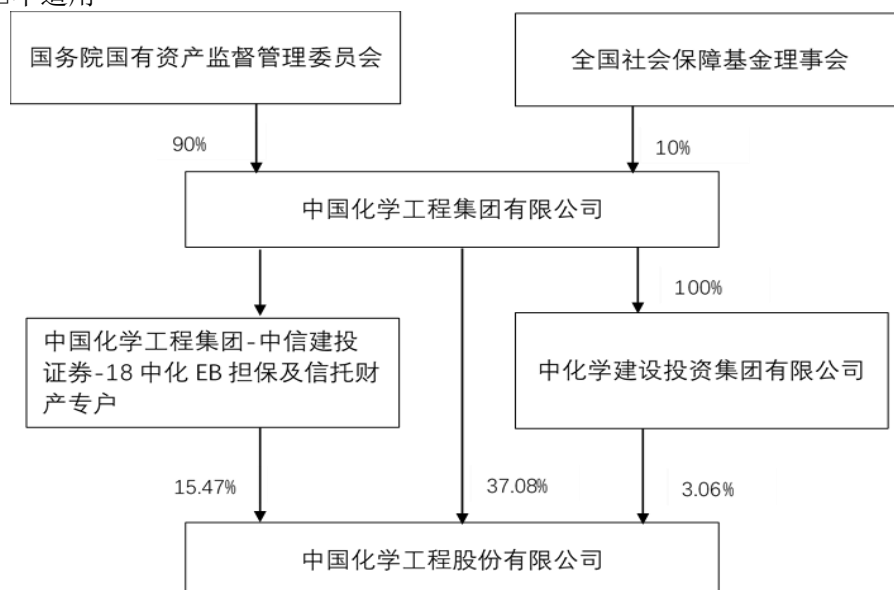 国务院国有资产监督管理委员会
全国社会保障基金理事会
90%
10%
中国化学工程集团有限公司
100%
中国化学工程集团-中信建投
证券-18 中化 EB 担保及信托财
产专户
中化学建设投资集团有限公司
15.47%
37.08%
3.06%
中国化学工程股份有限公司